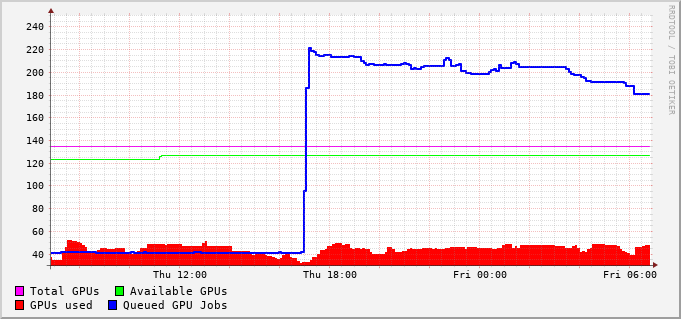 240
220
200
180
160
140
120
100
80
60
40
Thu 12:00 Thu 18:00 Fri 00:00 Fri 06:00
Total GPUs Available GPUs
GPUs used Queued GPU Jobs
RRDTOOL / TOBI OETIKER